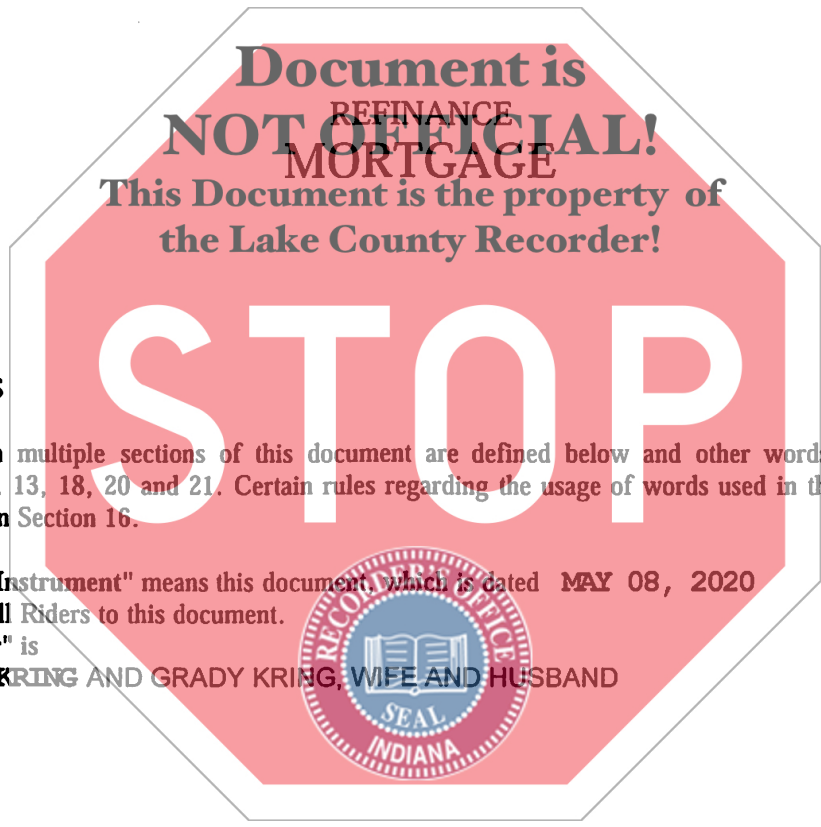 Document is
REFINANCE
NOT OFFICIAL!
MORTGAGE
This Document is the property of
the Lake County Recorder!
STOP
multiple sections of this document are defined below and other word
13, 18, 20 and 21. Certain rules regarding the usage of words used in th
n Section 16.
Instrument" means this document, which is dated MAY 08, 2020
ll Riders to this document.
" is
KRING AND GRADY KRING, WIFE AND HUSBAND
RECORDER'S OFFICE
SEAL
INDIANA